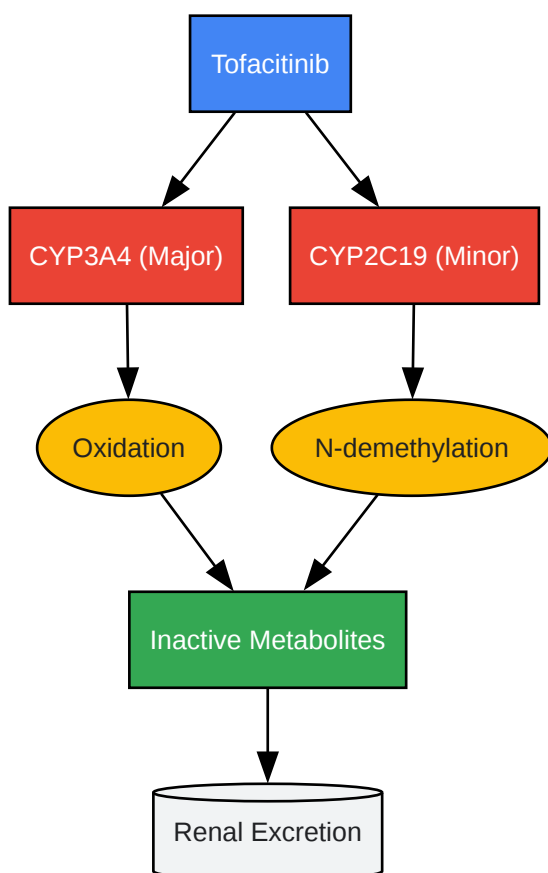 Tofacitinib
CYP3A4 (Major)
CYP2C19 (Minor)
Oxidation
N-demethylation
Inactive Metabolites
Renal Excretion